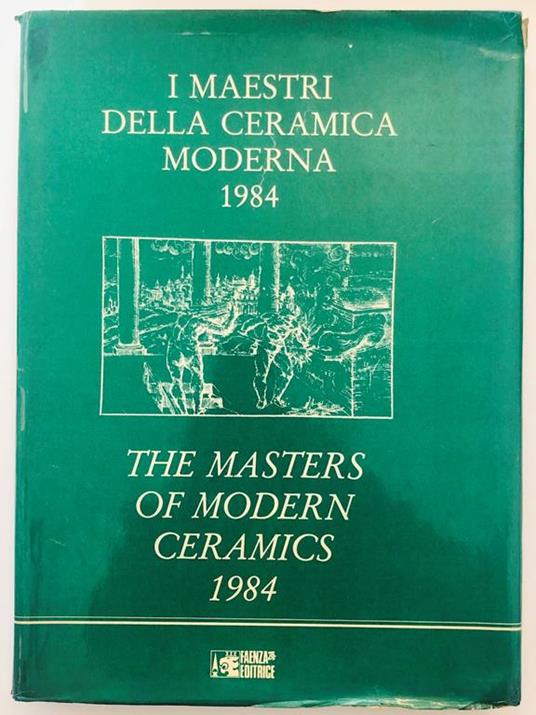 I MAESTRI
DELLA CERAMICA
MODERNA
1984
THE MASTERS
OF MODERN
CERAMICS
1984
FAENZA
EDITRICE